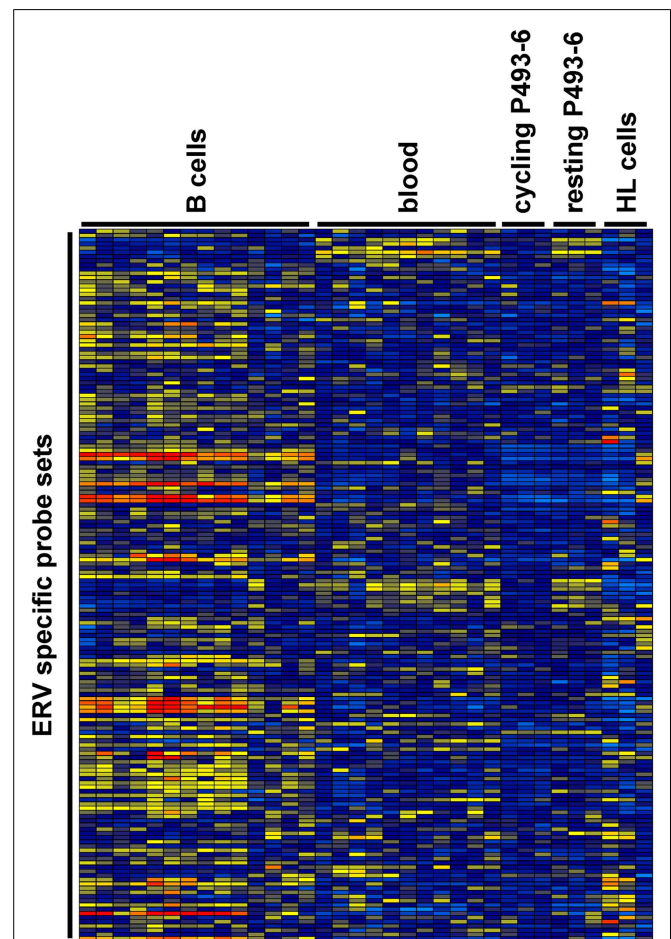 B cells
blood
cycling P493-6
resting P493-6
HL cells
ERV specific probe sets